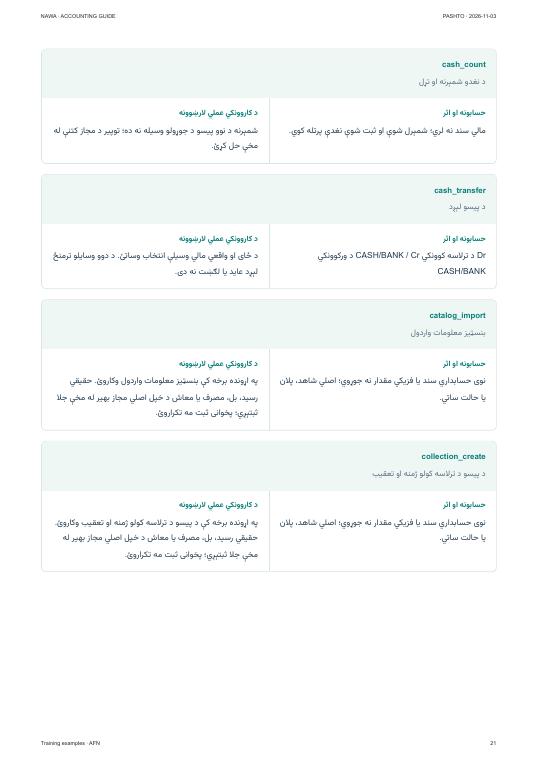 NAWA · ACCOUNTING GUIDE
PASHTO · 2026-11-03
cash_count
د نغدو شمېرنه او تړل
حسابونه او اثر
مالي سند نه لري؛ شمېرل شوې او ثبت شوې نغدې پرتله کوي.
د کاروونکي عملي لارښوونه
شمېرنه د نوو پیسو د جوړولو وسیله نه ده؛ توپیر د مجاز کتنې له
مخې حل کړئ.
cash_transfer
د پیسو لېږد
حسابونه او اثر
Dr د ترلاسه کوونکي CASH/BANK / Cr د ورکوونکي
CASH/BANK
د کاروونکي عملي لارښوونه
د ځای او واقعي مالي وسیلې انتخاب وساتئ. د دوو وسایلو ترمنځ
لېږد عاید یا لګښت نه دی.
catalog_import
بنسټیز معلومات واردول
حسابونه او اثر
نوی حسابداري سند یا فزیکي مقدار نه جوړوي؛ اصلي شاهد، پلان
یا حالت ساتي.
د کاروونکي عملي لارښوونه
په اړونده برخه کې بنسټیز معلومات واردول وکاروئ. حقیقي
رسید، بل، مصرف یا معاش د خپل اصلي مجاز بهیر له مخې جلا
ثبتېږي؛ پخوانی ثبت مه تکراروئ.
collection_create
د پیسو د ترلاسه کولو ژمنه او تعقیب
حسابونه او اثر
نوی حسابداري سند یا فزیکي مقدار نه جوړوي؛ اصلي شاهد، پلان
یا حالت ساتي.
د کاروونکي عملي لارښوونه
په اړونده برخه کې د پیسو د ترلاسه کولو ژمنه او تعقیب وکاروئ.
حقیقي رسید، بل، مصرف یا معاش د خپل اصلي مجاز بهیر له
مخې جلا ثبتېږي؛ پخوانی ثبت مه تکراروئ.
Training examples · AFN
21